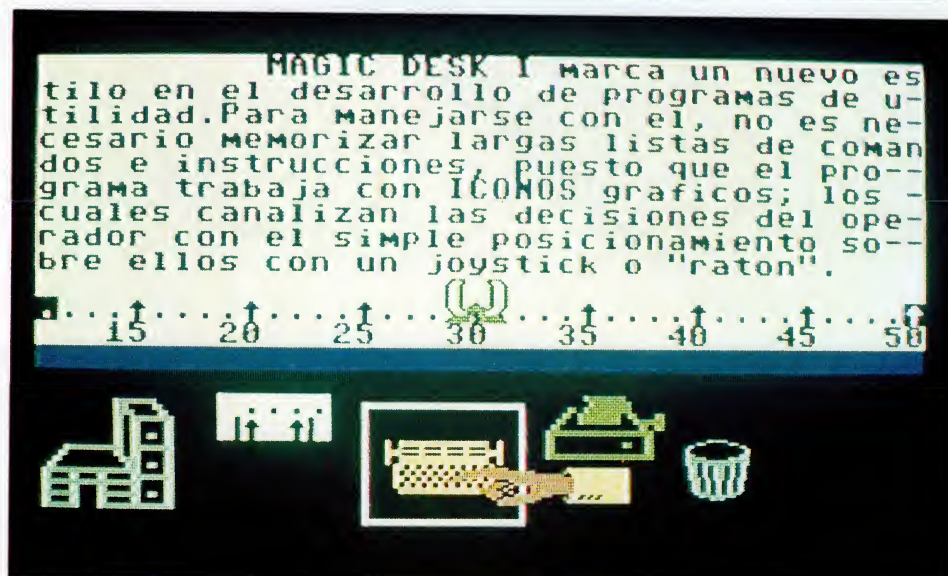 MAGIC DESK I marca un nuevo es
tilo en el desarrollo de programas de u-
tilidad.Para manejarse con el, no es ne-
cesario memorizar largas listas de coman
dos e instrucciones, puesto que el pro--
grama trabaja con ICONOS graficos; los -
cuales canalizan las decisiones del ope-
rador con el simple posicionamiento so--
bre ellos con un joystick o "raton".
15 20 25 30 35 40 45 50